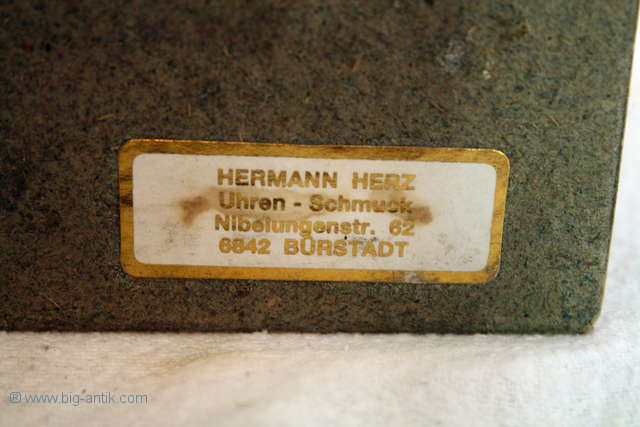 HERMANN HERZ
Uhren - Schmuck
Nibelungenstr. 62
6842 BÜRSTADT
® www.big-antik.com